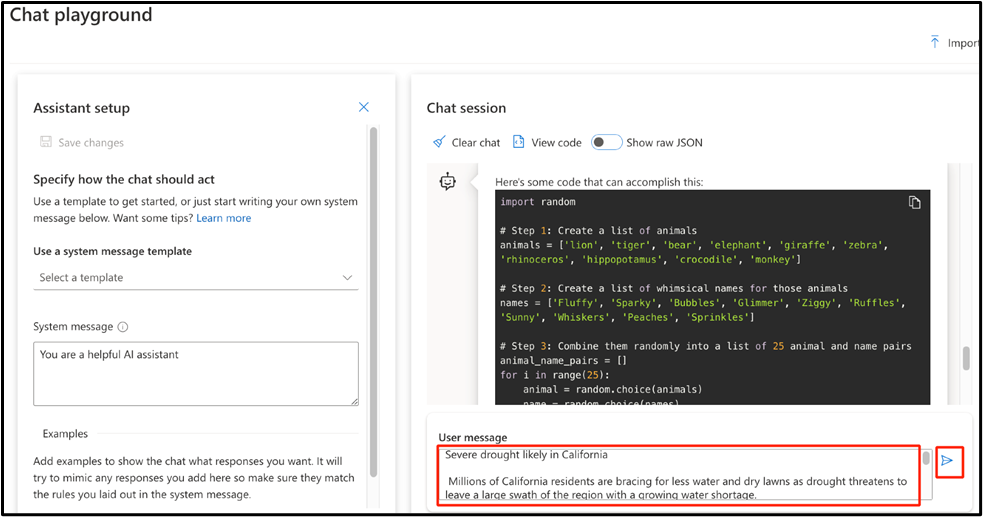 Chat playground
Import
Assistant setup
Save changes
Specify how the chat should act
Use a template to get started, or just start writing your own system
message below. Want some tips? Learn more
Use a system message template
Select a template
System message
You are a helpful AI assistant
Examples
Add examples to show the chat what responses you want. It will
try to mimic any responses you add here so make sure they match
the rules you laid out in the system message.
Chat session
Clear chat View code Show raw JSON
Here's some code that can accomplish this:
import random
# Step 1: Create a list of animals
animals = ['lion', 'tiger', 'bear', 'elephant', 'giraffe', 'zebra',
'rhinoceros', 'hippopotamus', 'crocodile', 'monkey']
# Step 2: Create a list of whimsical names for those animals
names = ['Fluffy', 'Sparky', 'Bubbles', 'Glimmer', 'Ziggy', 'Ruffles',
'Sunny', 'Whiskers', 'Peaches', 'Sprinkles']
# Step 3: Combine them randomly into a list of 25 animal and name pairs
animal_name_pairs = []
for i in range(25):
animal = random.choice(animals)
name = random.choice(names)
User message
Severe drought likely in California
Millions of California residents are bracing for less water and dry lawns as drought threatens to
leave a large swath of the region with a growing water shortage.